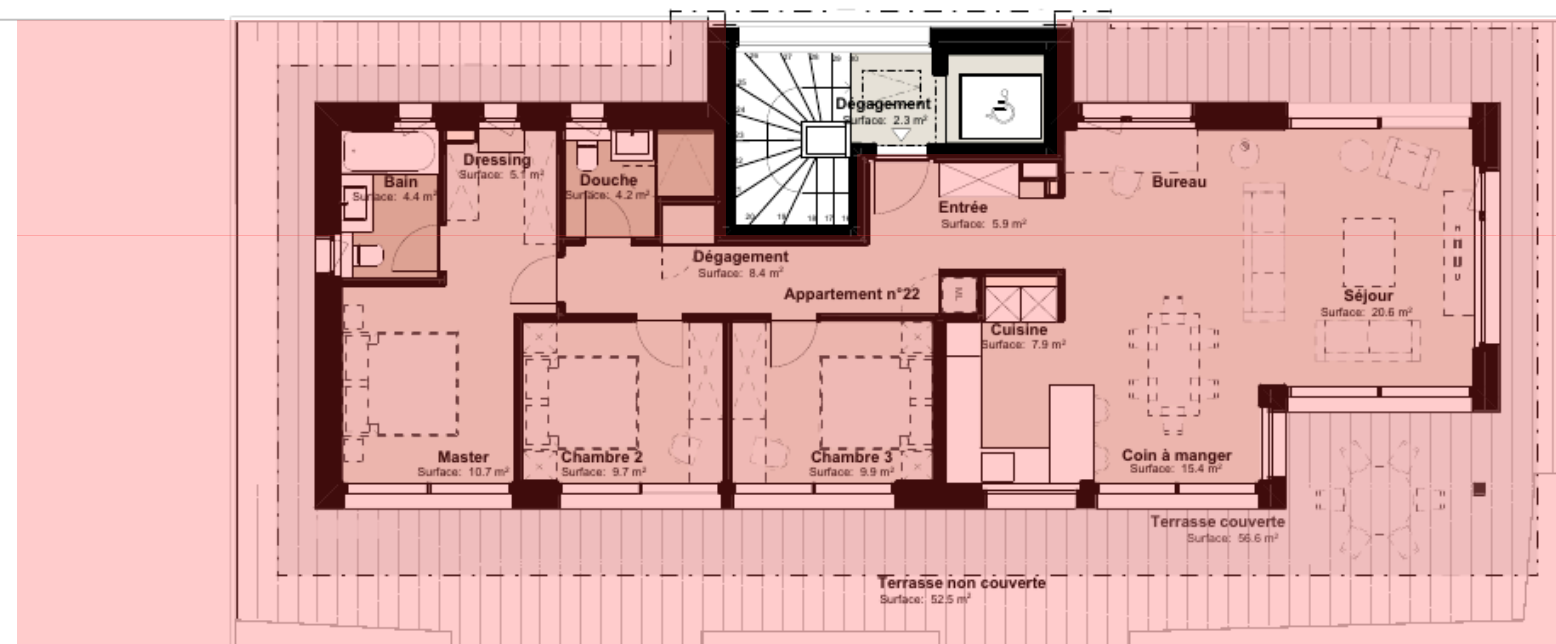 Dégagement
Surface: 2.3 m²
Dressing
Surface: 5.1 m²
Bain
Surface: 4.4 m²
Douche
Surface: 4.2 m²
Bureau
Entrée
Surface: 5.9 m²
Dégagement
Surface: 8.4 m²
Appartement n°22
Séjour
Surface: 20.6 m²
Cuisine
Surface: 7.9 m²
Master
Surface: 10.7 m²
Chambre 2
Surface: 9.7 m²
Chambre 3
Surface: 9.9 m²
Coin à manger
Surface: 15.4 m²
Terrasse couverte
Surface: 56.6 m²
Terrasse non couverte
Surface: 52.5 m²